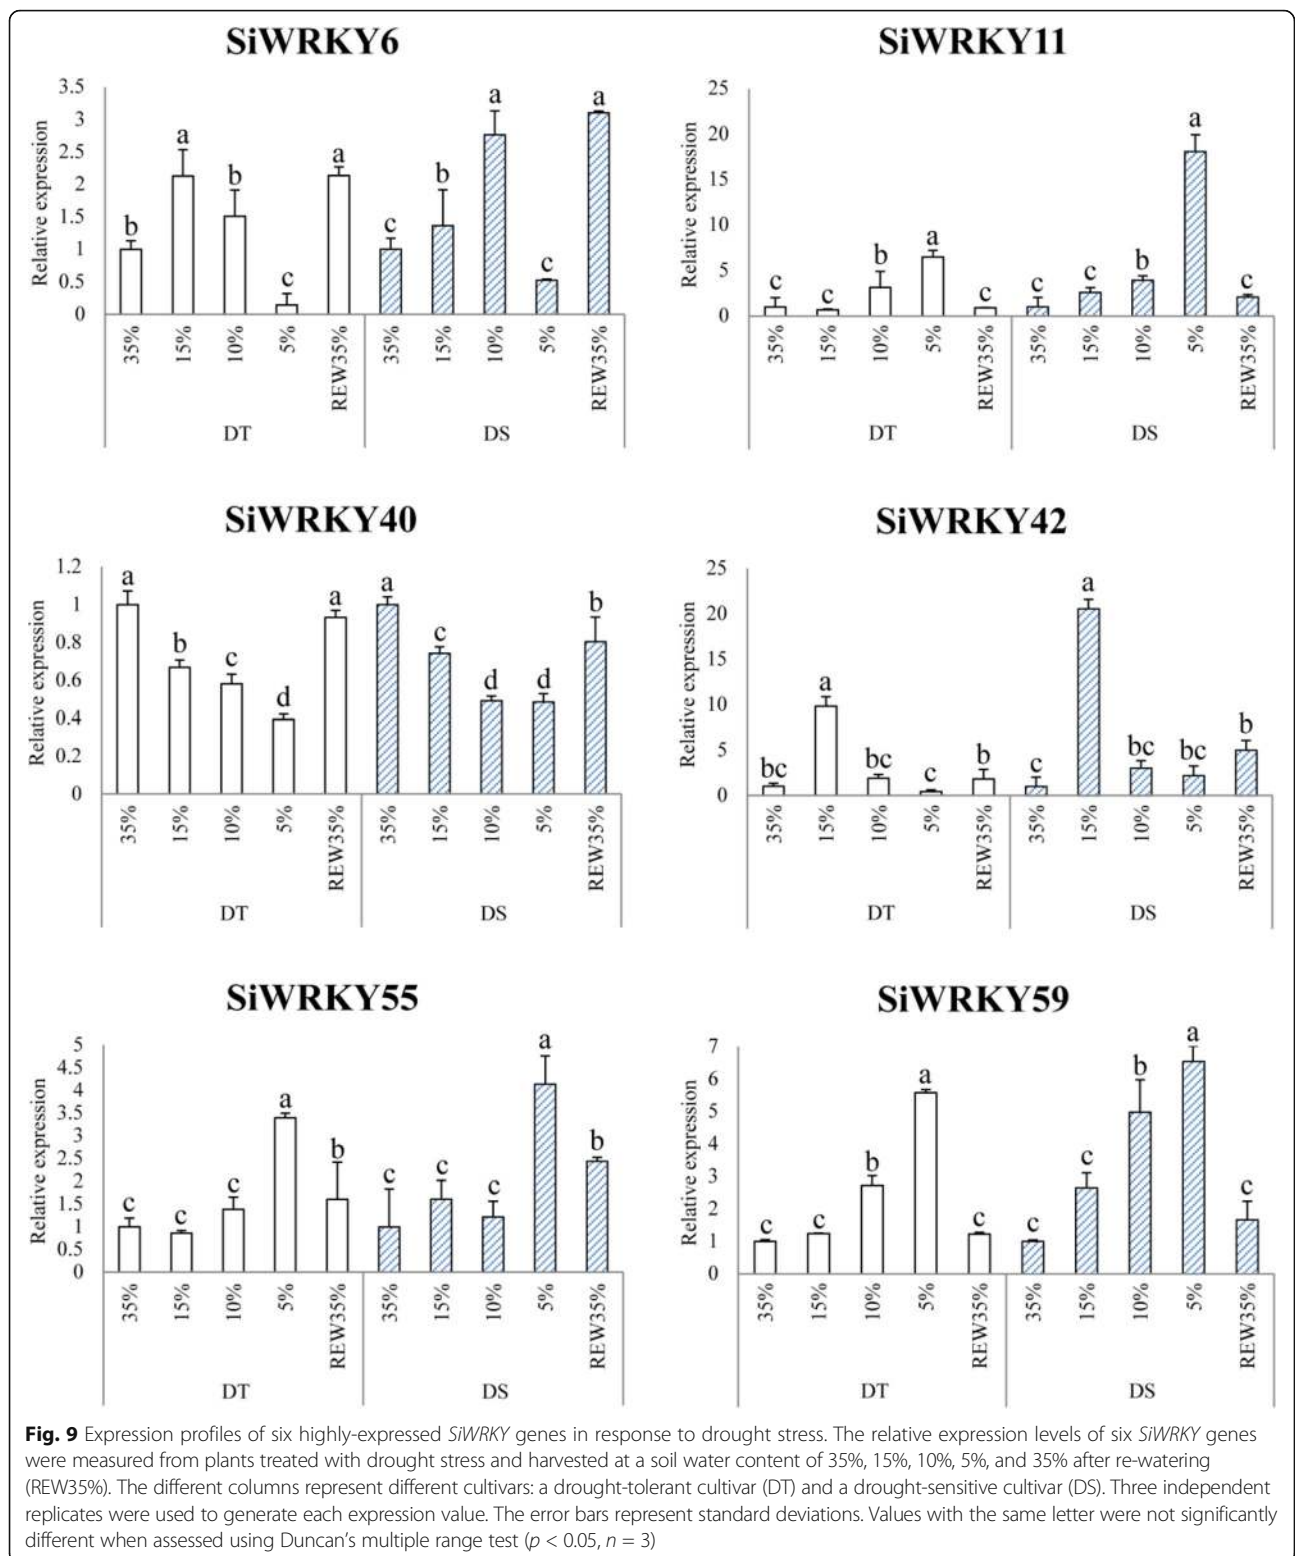 SiWRKY6
Relative expression
3.5
3
2.5
2
1.5
1
0.5
0
b
a
b
c
a
c
b
a
c
a
35%
15%
10%
5%
REW35%
35%
15%
10%
5%
REW35%
DT
DS
SiWRKY11
Relative expression
25
20
15
10
5
0
c
c
b
a
c
c
c
b
a
c
35%
15%
10%
5%
REW35%
35%
15%
10%
5%
REW35%
DT
DS
SiWRKY40
Relative expression
1.2
1
0.8
0.6
0.4
0.2
0
a
b
c
d
a
a
c
d
d
b
35%
15%
10%
5%
REW35%
35%
15%
10%
5%
REW35%
DT
DS
SiWRKY42
Relative expression
25
20
15
10
5
0
bc
a
bc
c
b
c
a
bc
bc
b
35%
15%
10%
5%
REW35%
35%
15%
10%
5%
REW35%
DT
DS
SiWRKY55
Relative expression
5
4.5
4
3.5
3
2.5
2
1.5
1
0.5
0
c
c
c
a
b
c
c
c
a
b
35%
15%
10%
5%
REW35%
35%
15%
10%
5%
REW35%
DT
DS
SiWRKY59
Relative expression
7
6
5
4
3
2
1
0
c
c
b
a
c
c
c
b
a
c
35%
15%
10%
5%
REW35%
35%
15%
10%
5%
REW35%
DT
DS
Fig. 9 Expression profiles of six highly-expressed SiWRKY genes in response to drought stress. The relative expression levels of six SiWRKY genes
were measured from plants treated with drought stress and harvested at a soil water content of 35%, 15%, 10%, 5%, and 35% after re-watering
(REW35%). The different columns represent different cultivars: a drought-tolerant cultivar (DT) and a drought-sensitive cultivar (DS). Three independent
replicates were used to generate each expression value. The error bars represent standard deviations. Values with the same letter were not significantly
different when assessed using Duncan's multiple range test (p < 0.05, n = 3)